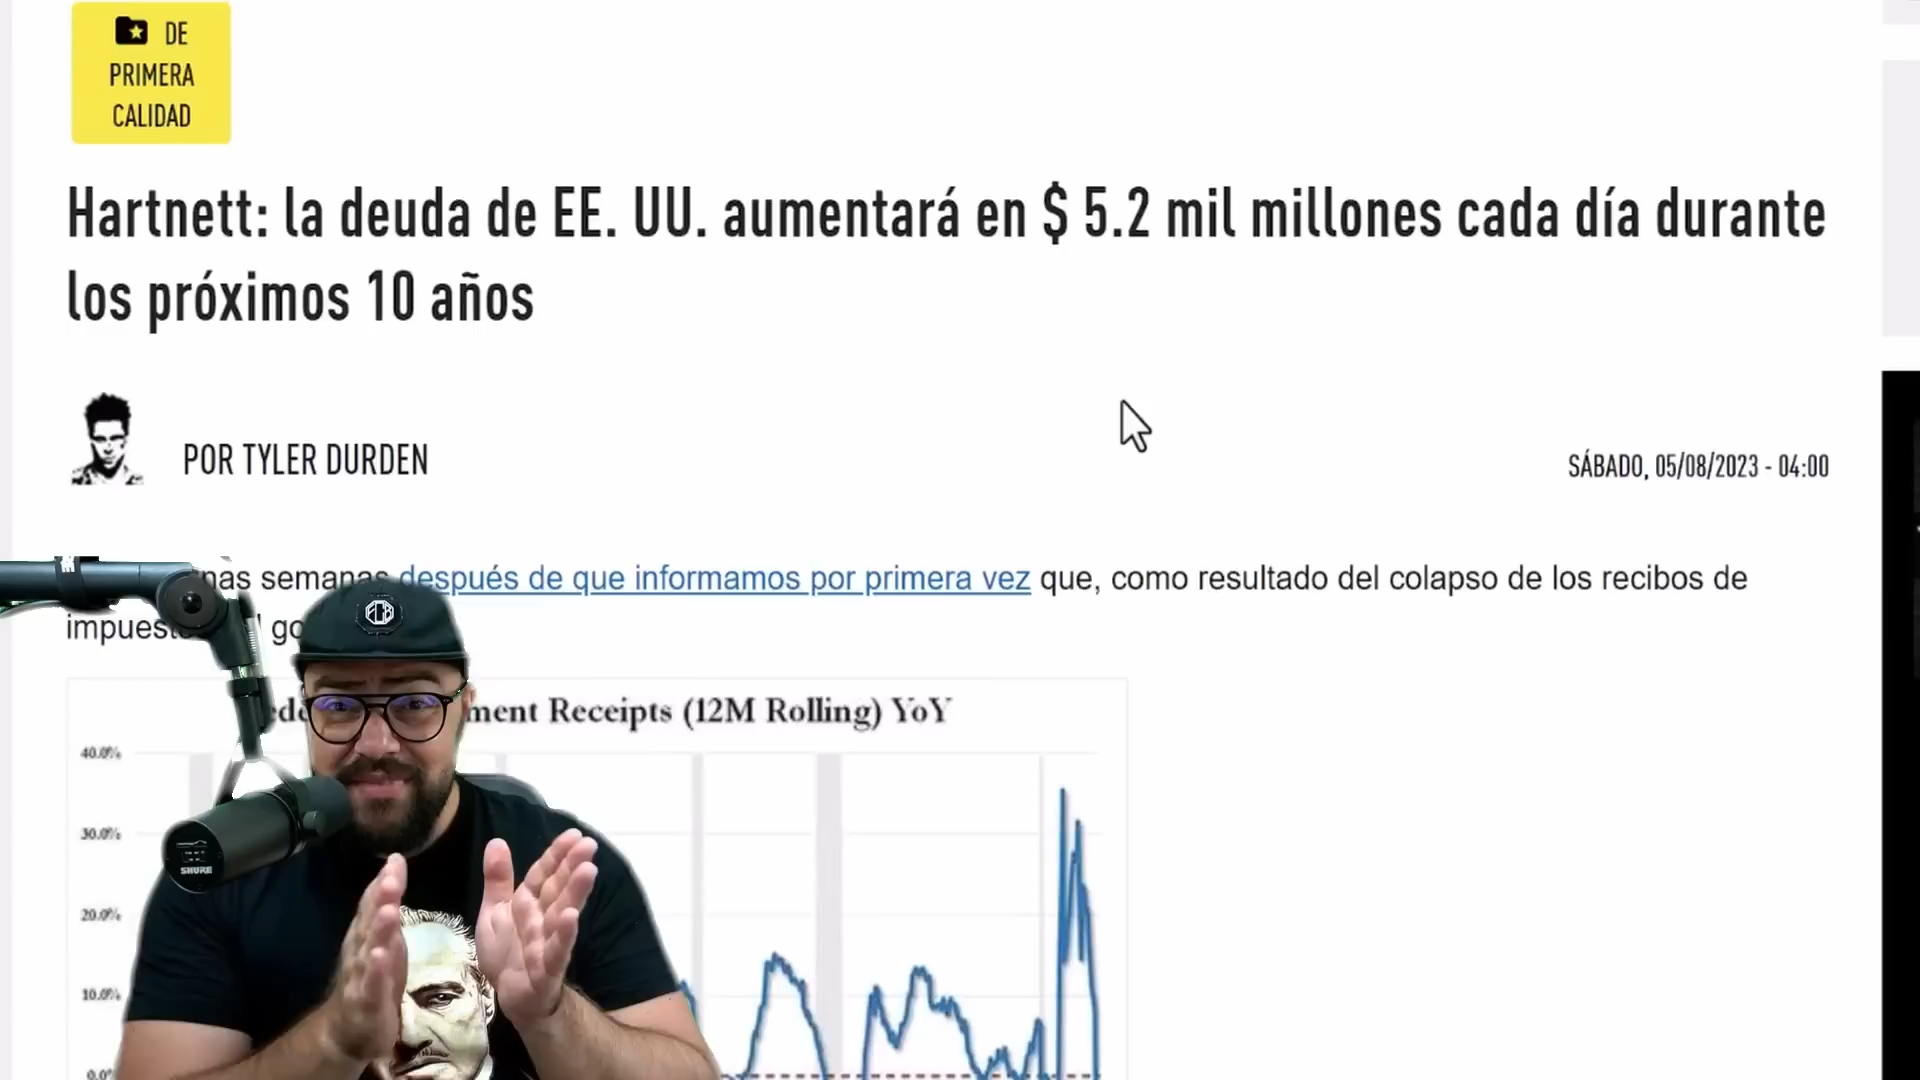 DE
PRIMERA
CALIDAD
Hartnett: la deuda de EE. UU. aumentará en $ 5.2 mil millones cada día durante
los próximos 10 años
POR TYLER DURDEN
SÁBADO, 05/08/2023 - 04:00
semanas después de que informamos por primera vez que, como resultado del colapso de los recibos de
Receipts (12M Rolling) YoY
40.0%
30.0%
20.0%
10.0%
0.0%
SHURE